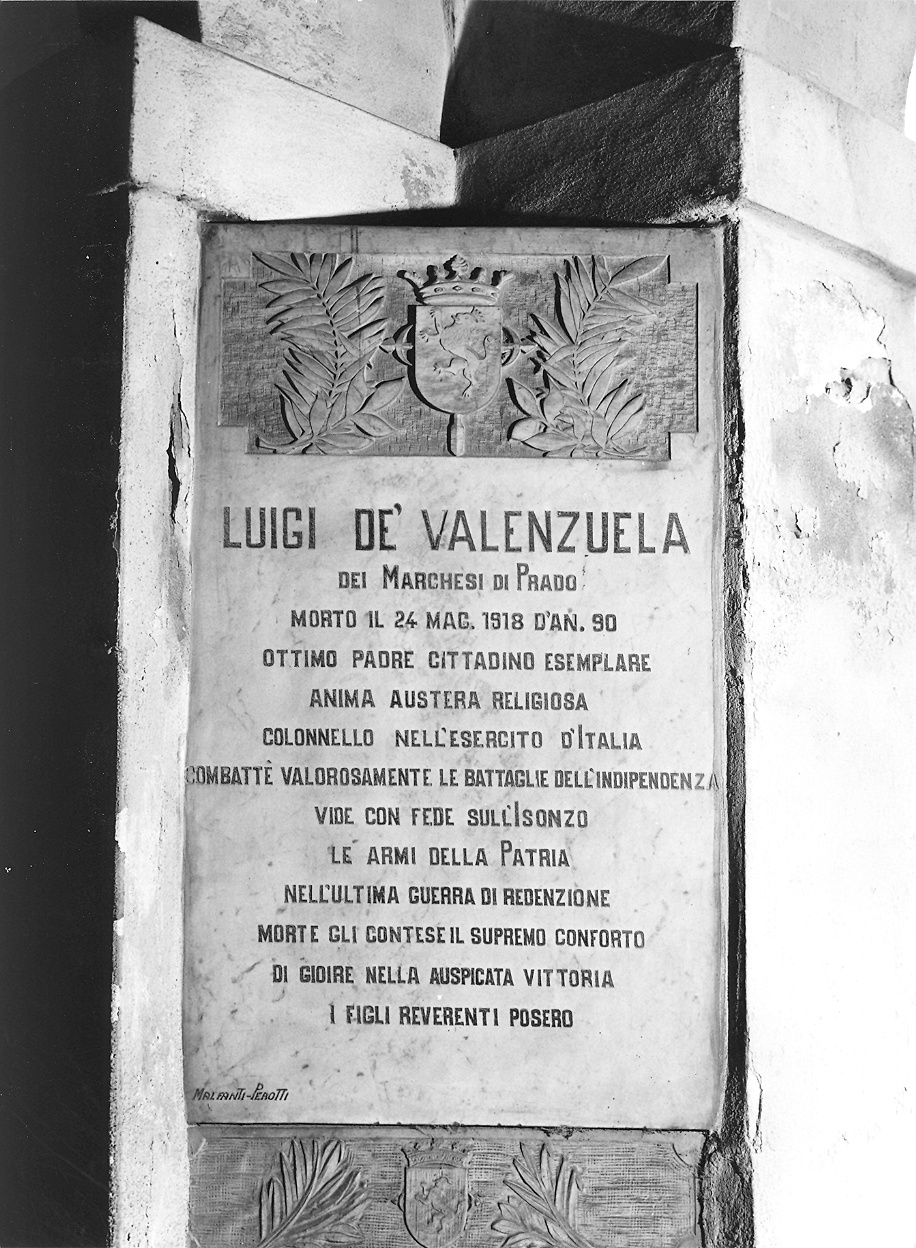 LUIGI DE' VALENZUELA
DEI MARCHESI DI PRADO
MORTO IL 24 MAG. 1918 D'AN. 90
OTTIMO PADRE CITTADINO ESEMPLARE
ANIMA AUSTERA RELIGIOSA
COLONNELLO NELL'ESERCITO D'ITALIA
COMBATTÈ VALOROSAMENTE LE BATTAGLIE DELL'INDIPENDENZA
VIDE CON FEDE SULL'ISONZO
LE ARMI DELLA PATRIA
NELL'ULTIMA GUERRA DI REDENZIONE
MORTE GLI CONTESE IL SUPREMO CONFORTO
DI GIOIRE NELLA AUSPICATA VITTORIA
I FIGLI REVERENTI POSERO
MALFANTI-PEROTTI